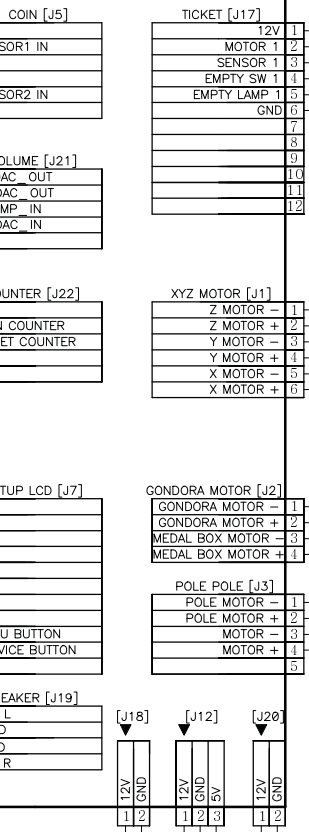 COIN [J5]
SOR1 IN
SOR2 IN
OLUME [J21]
DAC_OUT
DAC_OUT
MP_IN
DAC_IN
OUNTER [J22]
N COUNTER
ET COUNTER
TUP LCD [J7]
U BUTTON
VICE BUTTON
EAKER [J19]
L
R
TICKET [J17]
12V 1
MOTOR 1 2
SENSOR 1 3
EMPTY SW 1 4
EMPTY LAMP 1 5
GND 6
7
8
9
10
11
12
XYZ MOTOR [J1]
Z MOTOR - 1
Z MOTOR + 2
Y MOTOR - 3
Y MOTOR + 4
X MOTOR - 5
X MOTOR + 6
GONDORA MOTOR [J2]
GONDORA MOTOR - 1
GONDORA MOTOR + 2
MEDAL BOX MOTOR - 3
MEDAL BOX MOTOR + 4
POLE POLE [J3]
POLE MOTOR - 1
POLE MOTOR + 2
MOTOR - 3
MOTOR + 4
5
[J18]
12V GND
1 2
[J12]
12V GND 5V
1 2 3
[J20]
12V GND
1 2